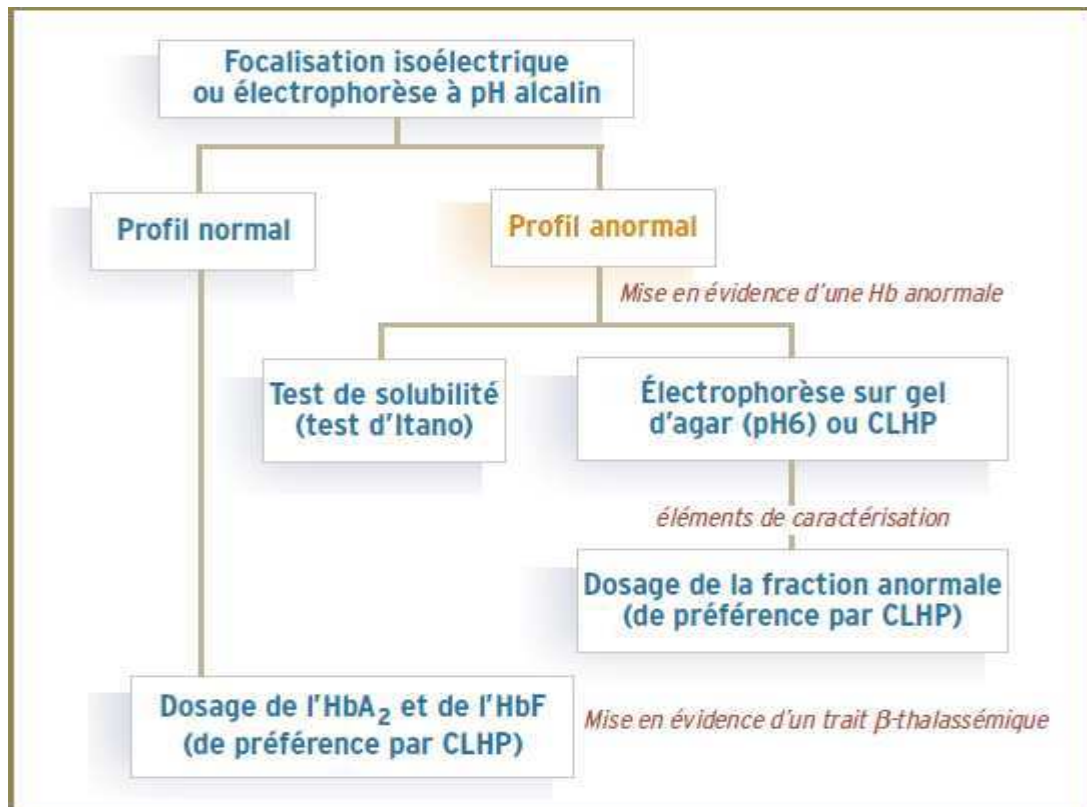 Focalisation isoélectrique
ou électrophorèse à pH alcalin
Profil normal
Profil anormal
Mise en évidence d'une Hb anormale
Test de solubilité
(test d'Itano)
Électrophorèse sur gel
d'agar (pH6) ou CLHP
éléments de caractérisation
Dosage de la fraction anormale
(de préférence par CLHP)
Dosage de l'HbA₂ et de l'HbF
(de préférence par CLHP)
Mise en évidence d'un trait β-thalassémique